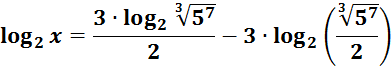 log₂ x = (3 · log₂ ∛(5⁷)) / 2 − 3 · log₂ (∛(5⁷) / 2)